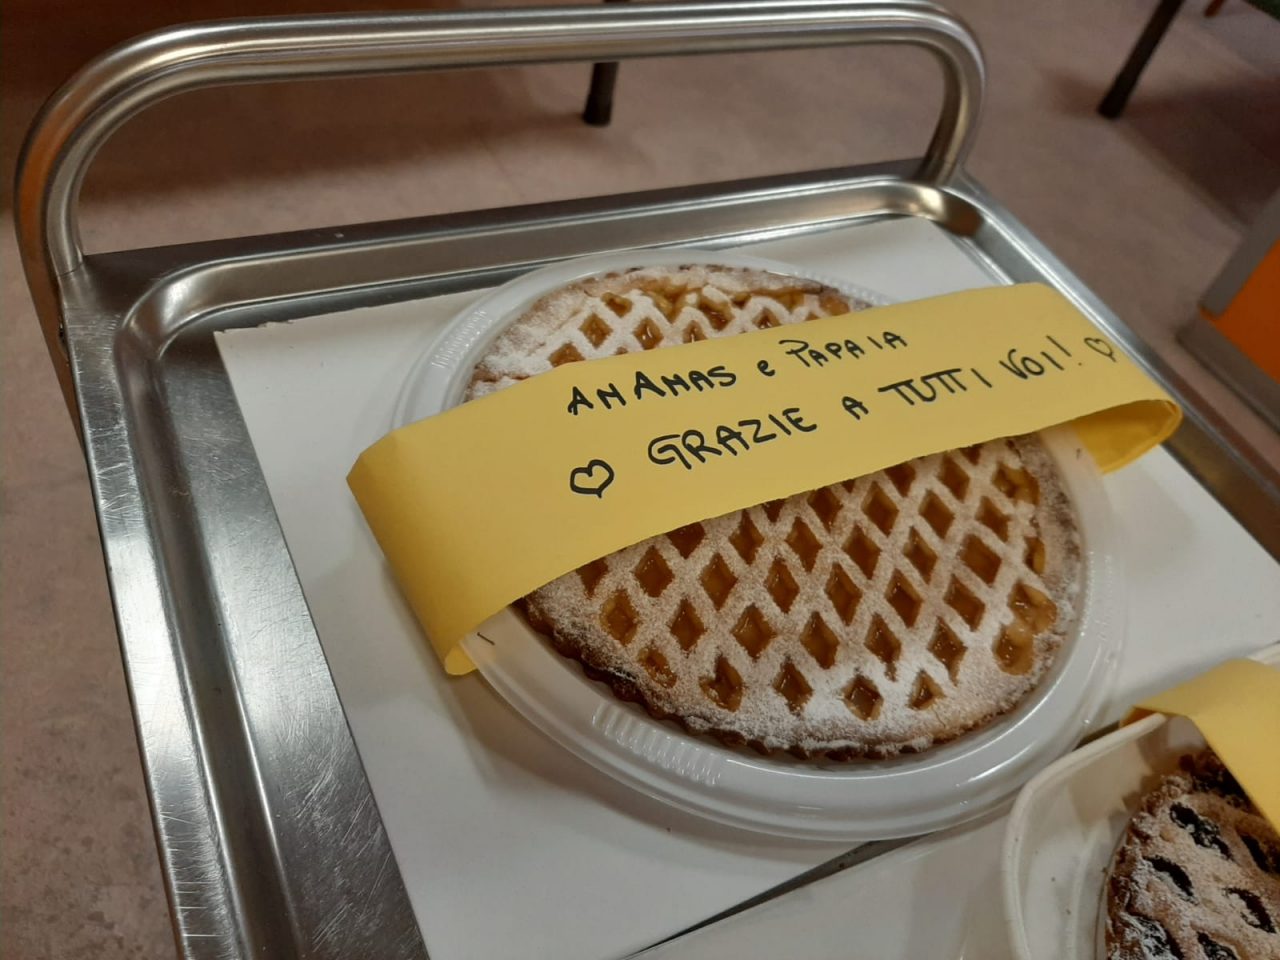 ANANAS e PAPAIA
♡ GRAZIE A TUTTI VOI! ♡